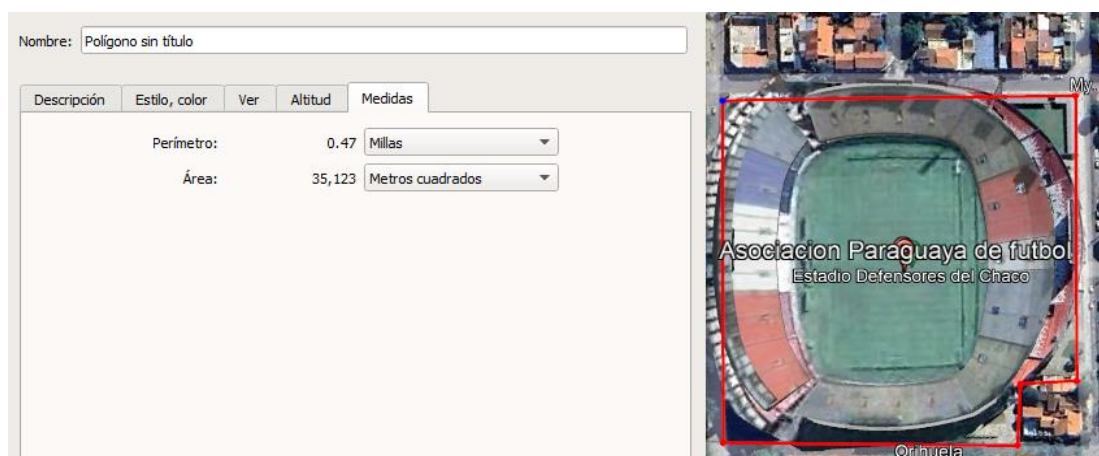 Nombre: Polígono sin título
Descripción Estilo, color Ver Altitud Medidas
Perímetro: 0.47 Millas
Área: 35,123 Metros cuadrados
My.
Asociacion Paraguaya de futbol
Estadio Defensores del Chaco
Orihuela